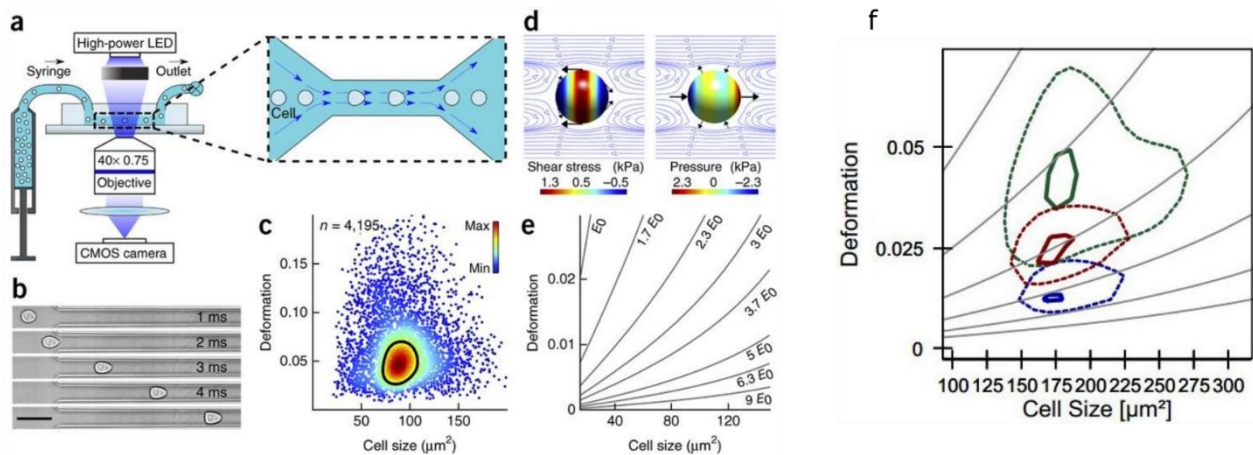 a
High-power LED
Syringe
Outlet
40× 0.75
Objective
CMOS camera
Cell
b
1 ms
2 ms
3 ms
4 ms
c
n = 4,195
Max
Min
Deformation
0.15
0.10
0.05
50
100
150
Cell size (μm²)
d
Shear stress (kPa)
1.3 0.5 −0.5
Pressure (kPa)
2.3 0 −2.3
e
E0
1.7 E0
2.3 E0
3 E0
3.7 E0
5 E0
6.3 E0
9 E0
Deformation
0.02
0.01
0
50
100
150
Cell size (μm²)
f
Deformation
0.05
0.025
0
100 125 150 175 200 225 250 275 300
Cell Size [μm²]